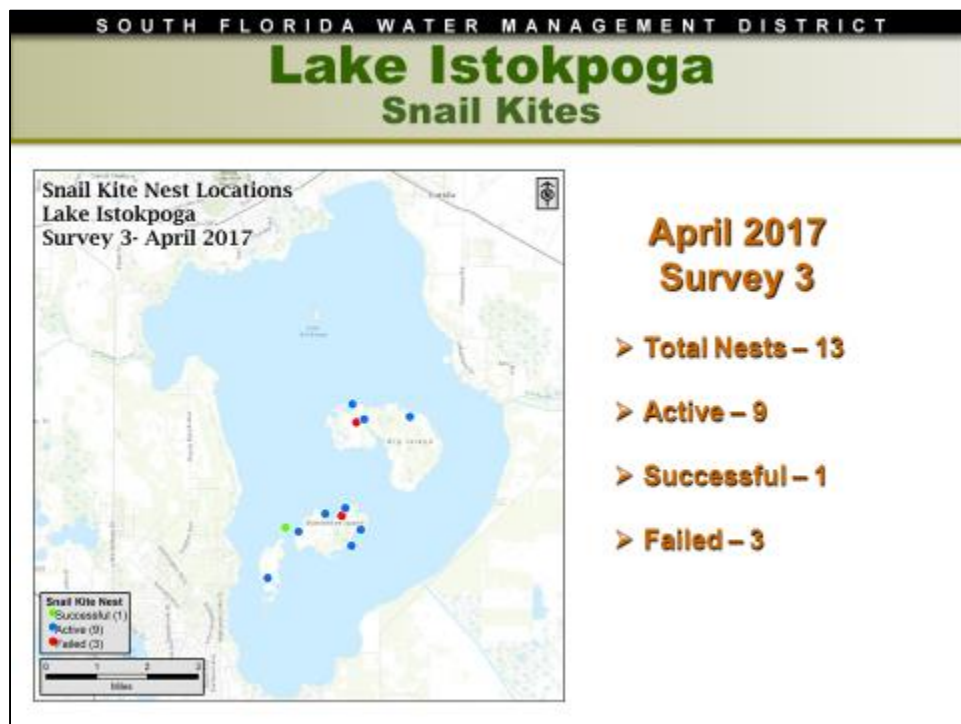 SOUTH FLORIDA WATER MANAGEMENT DISTRICT
Lake Istokpoga
Snail Kites
Snail Kite Nest Locations
Lake Istokpoga
Survey 3- April 2017
Big Island
Snail Kite Nest
Successful (1)
Active (9)
Failed (3)
0 1 2 3
Miles
April 2017
Survey 3
➢ Total Nests – 13
➢ Active – 9
➢ Successful – 1
➢ Failed – 3